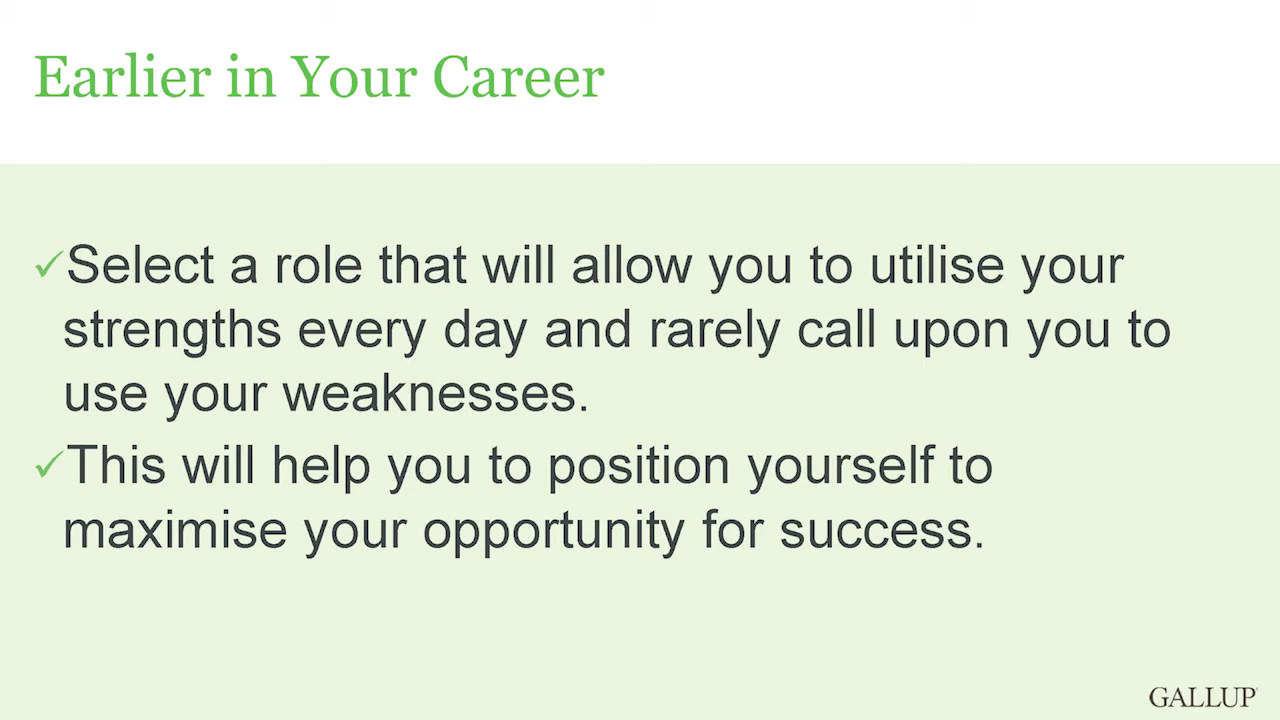 Earlier in Your Career
✓Select a role that will allow you to utilise your
strengths every day and rarely call upon you to
use your weaknesses.
✓This will help you to position yourself to
maximise your opportunity for success.
GALLUP